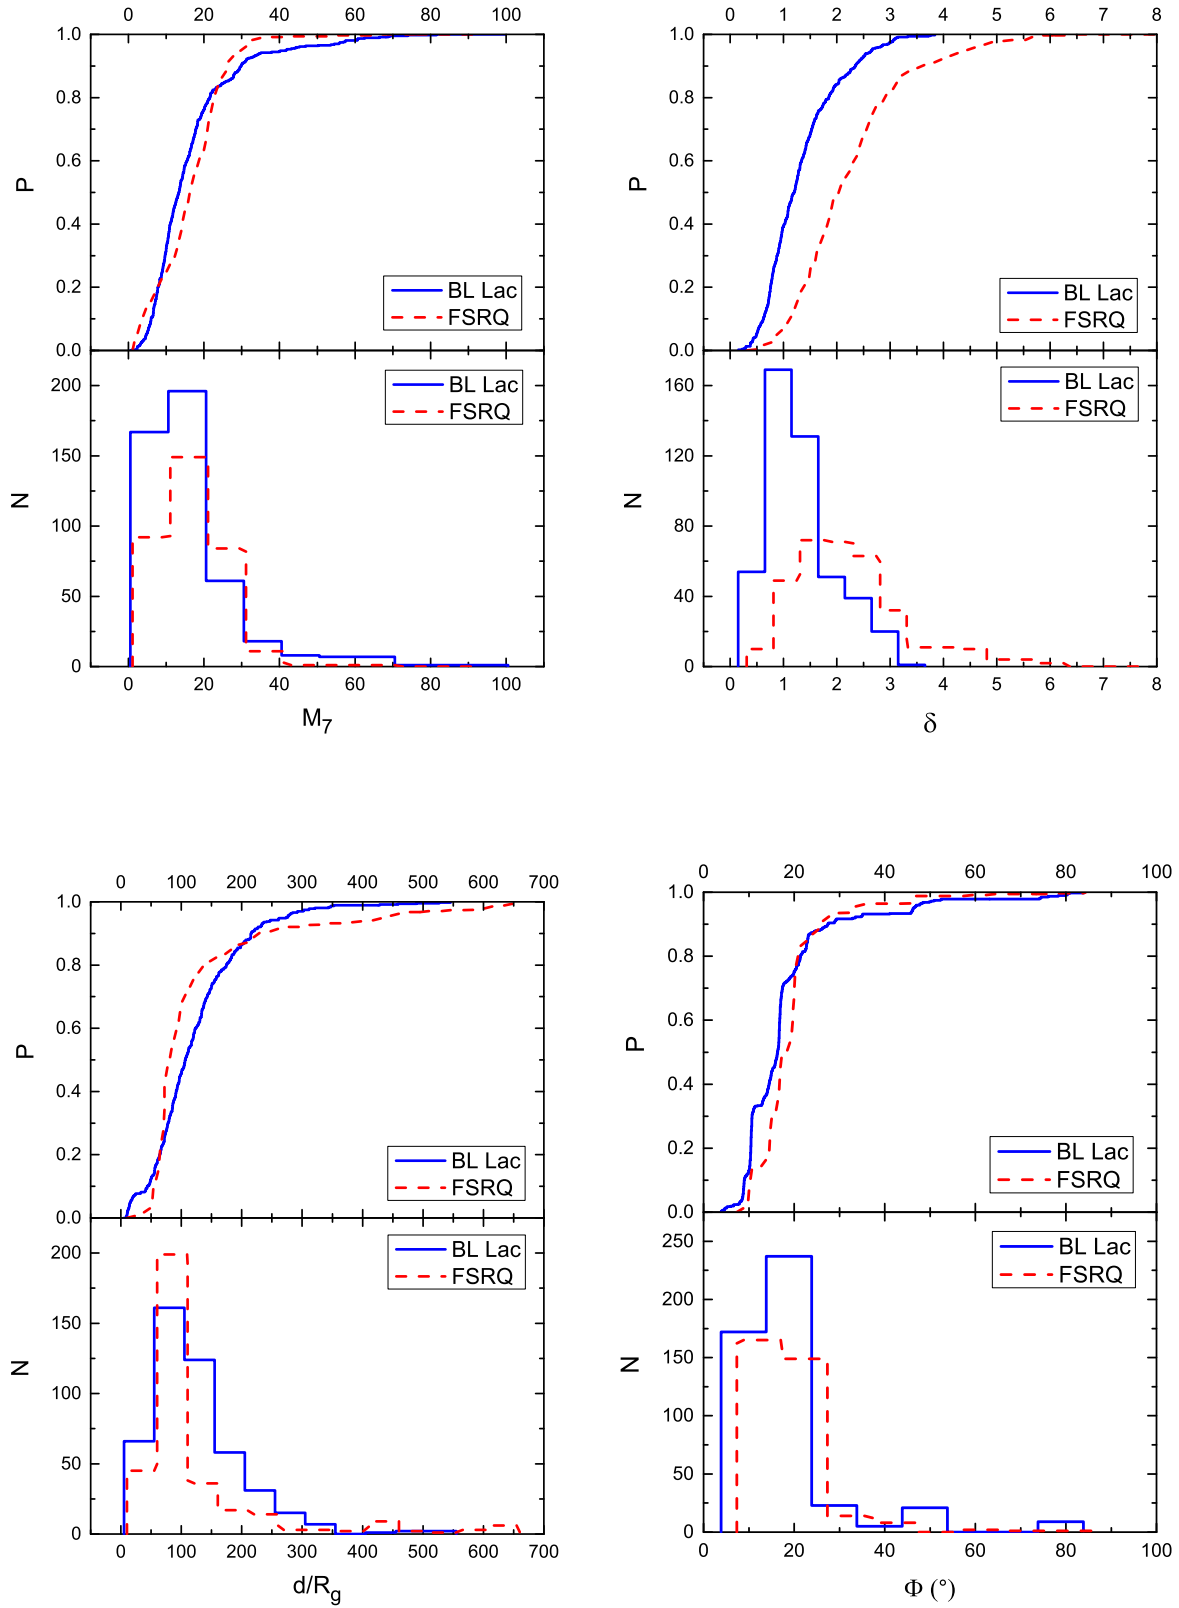 0 20 40 60 80 100
1.0
0.8
0.6
0.4
0.2
0.0
P
BL Lac
FSRQ
200
150
100
50
0
N
BL Lac
FSRQ
0 20 40 60 80 100
M7
0 1 2 3 4 5 6 7 8
1.0
0.8
0.6
0.4
0.2
0.0
P
BL Lac
FSRQ
160
120
80
40
0
N
BL Lac
FSRQ
0 1 2 3 4 5 6 7 8
δ
0 100 200 300 400 500 600 700
1.0
0.8
0.6
0.4
0.2
0.0
P
BL Lac
FSRQ
200
150
100
50
0
N
BL Lac
FSRQ
0 100 200 300 400 500 600 700
d/Rg
0 20 40 60 80 100
1.0
0.8
0.6
0.4
0.2
0.0
P
BL Lac
FSRQ
250
200
150
100
50
0
N
BL Lac
FSRQ
0 20 40 60 80 100
Φ (°)